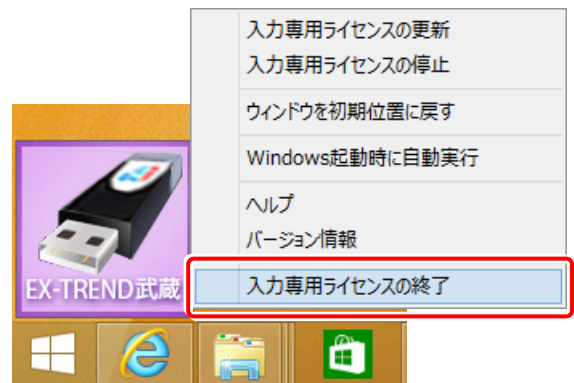 入力専用ライセンスの更新
入力専用ライセンスの停止
ウィンドウを初期位置に戻す
Windows起動時に自動実行
ヘルプ
バージョン情報
入力専用ライセンスの終了
EX-TREND武蔵